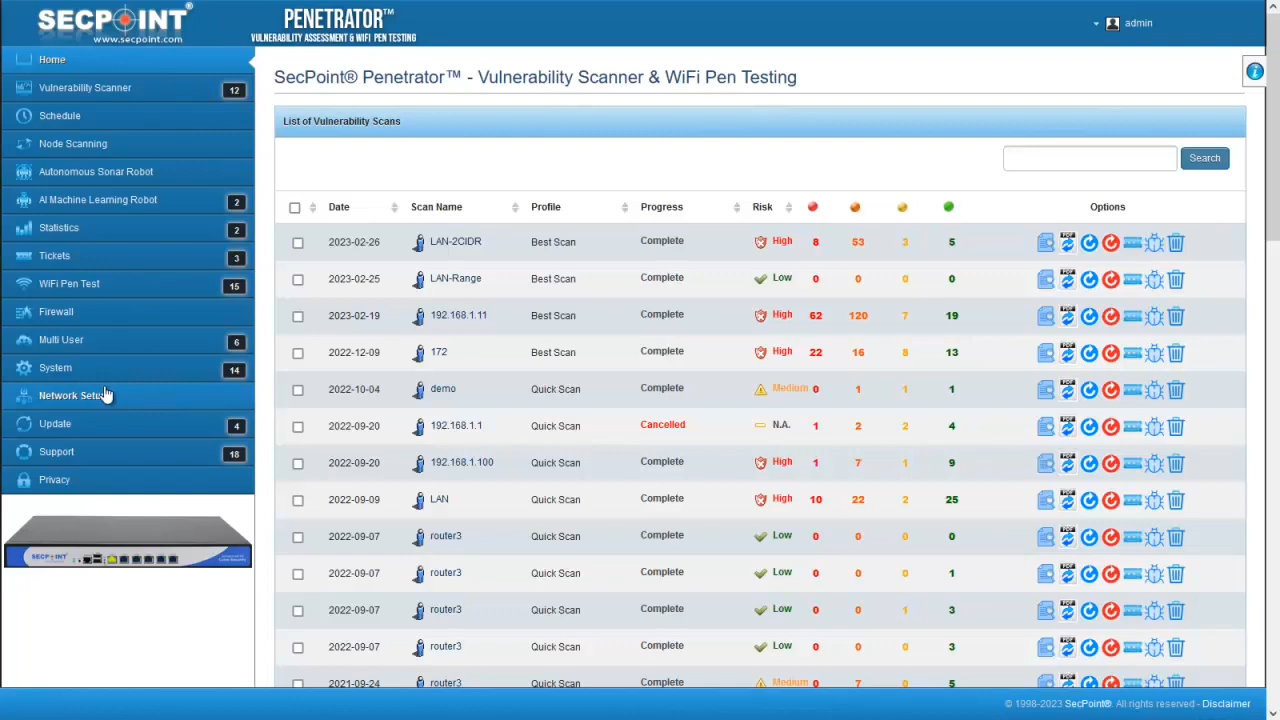 SECPOINT®
www.secpoint.com
PENETRATOR™
VULNERABILITY ASSESSMENT & WIFI PEN TESTING
admin
Home
Vulnerability Scanner 12
Schedule
Node Scanning
Autonomous Sonar Robot
AI Machine Learning Robot 2
Statistics 2
Tickets 3
WiFi Pen Test 15
Firewall
Multi User 6
System 14
Network Setup
Update 4
Support 18
Privacy
SECPOINT
SecPoint® Penetrator™ - Vulnerability Scanner & WiFi Pen Testing
List of Vulnerability Scans
Search
Date Scan Name Profile Progress Risk Options
2023-02-26 LAN-2CIDR Best Scan Complete High 8 53 3 5
2023-02-25 LAN-Range Best Scan Complete Low 0 0 0 0
2023-02-19 192.168.1.11 Best Scan Complete High 62 120 7 19
2022-12-09 172 Best Scan Complete High 22 16 8 13
2022-10-04 demo Quick Scan Complete Medium 0 1 1 1
2022-09-20 192.168.1.1 Quick Scan Cancelled N.A. 1 2 2 4
2022-09-20 192.168.1.100 Quick Scan Complete High 1 7 1 9
2022-09-09 LAN Quick Scan Complete High 10 22 2 25
2022-09-07 router3 Quick Scan Complete Low 0 0 0 0
2022-09-07 router3 Quick Scan Complete Low 0 0 0 1
2022-09-07 router3 Quick Scan Complete Low 0 0 1 3
2022-09-07 router3 Quick Scan Complete Low 0 0 0 3
2021-09-24 router3 Quick Scan Complete Medium 0 7 0 5
© 1998-2023 SecPoint®. All rights reserved - Disclaimer